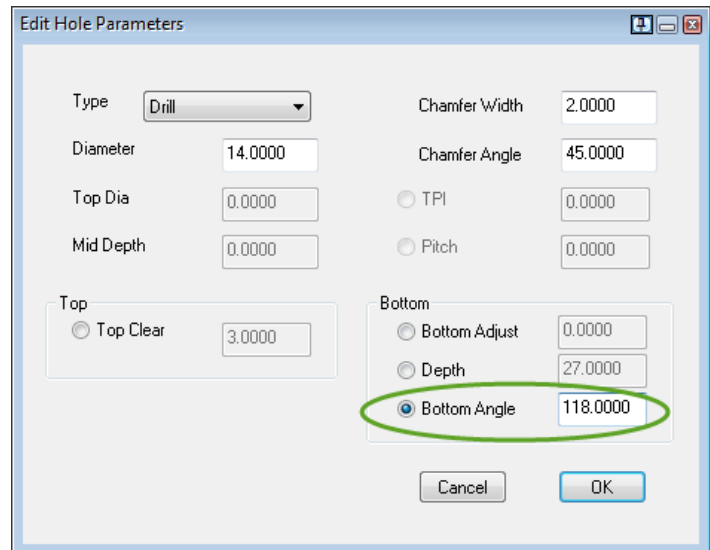 Edit Hole Parameters
Type Drill Chamfer Width 2.0000
Diameter 14.0000 Chamfer Angle 45.0000
Top Dia 0.0000 TPI 0.0000
Mid Depth 0.0000 Pitch 0.0000
Top Bottom
Top Clear 3.0000 Bottom Adjust 0.0000
Depth 27.0000
Bottom Angle 118.0000
Cancel OK